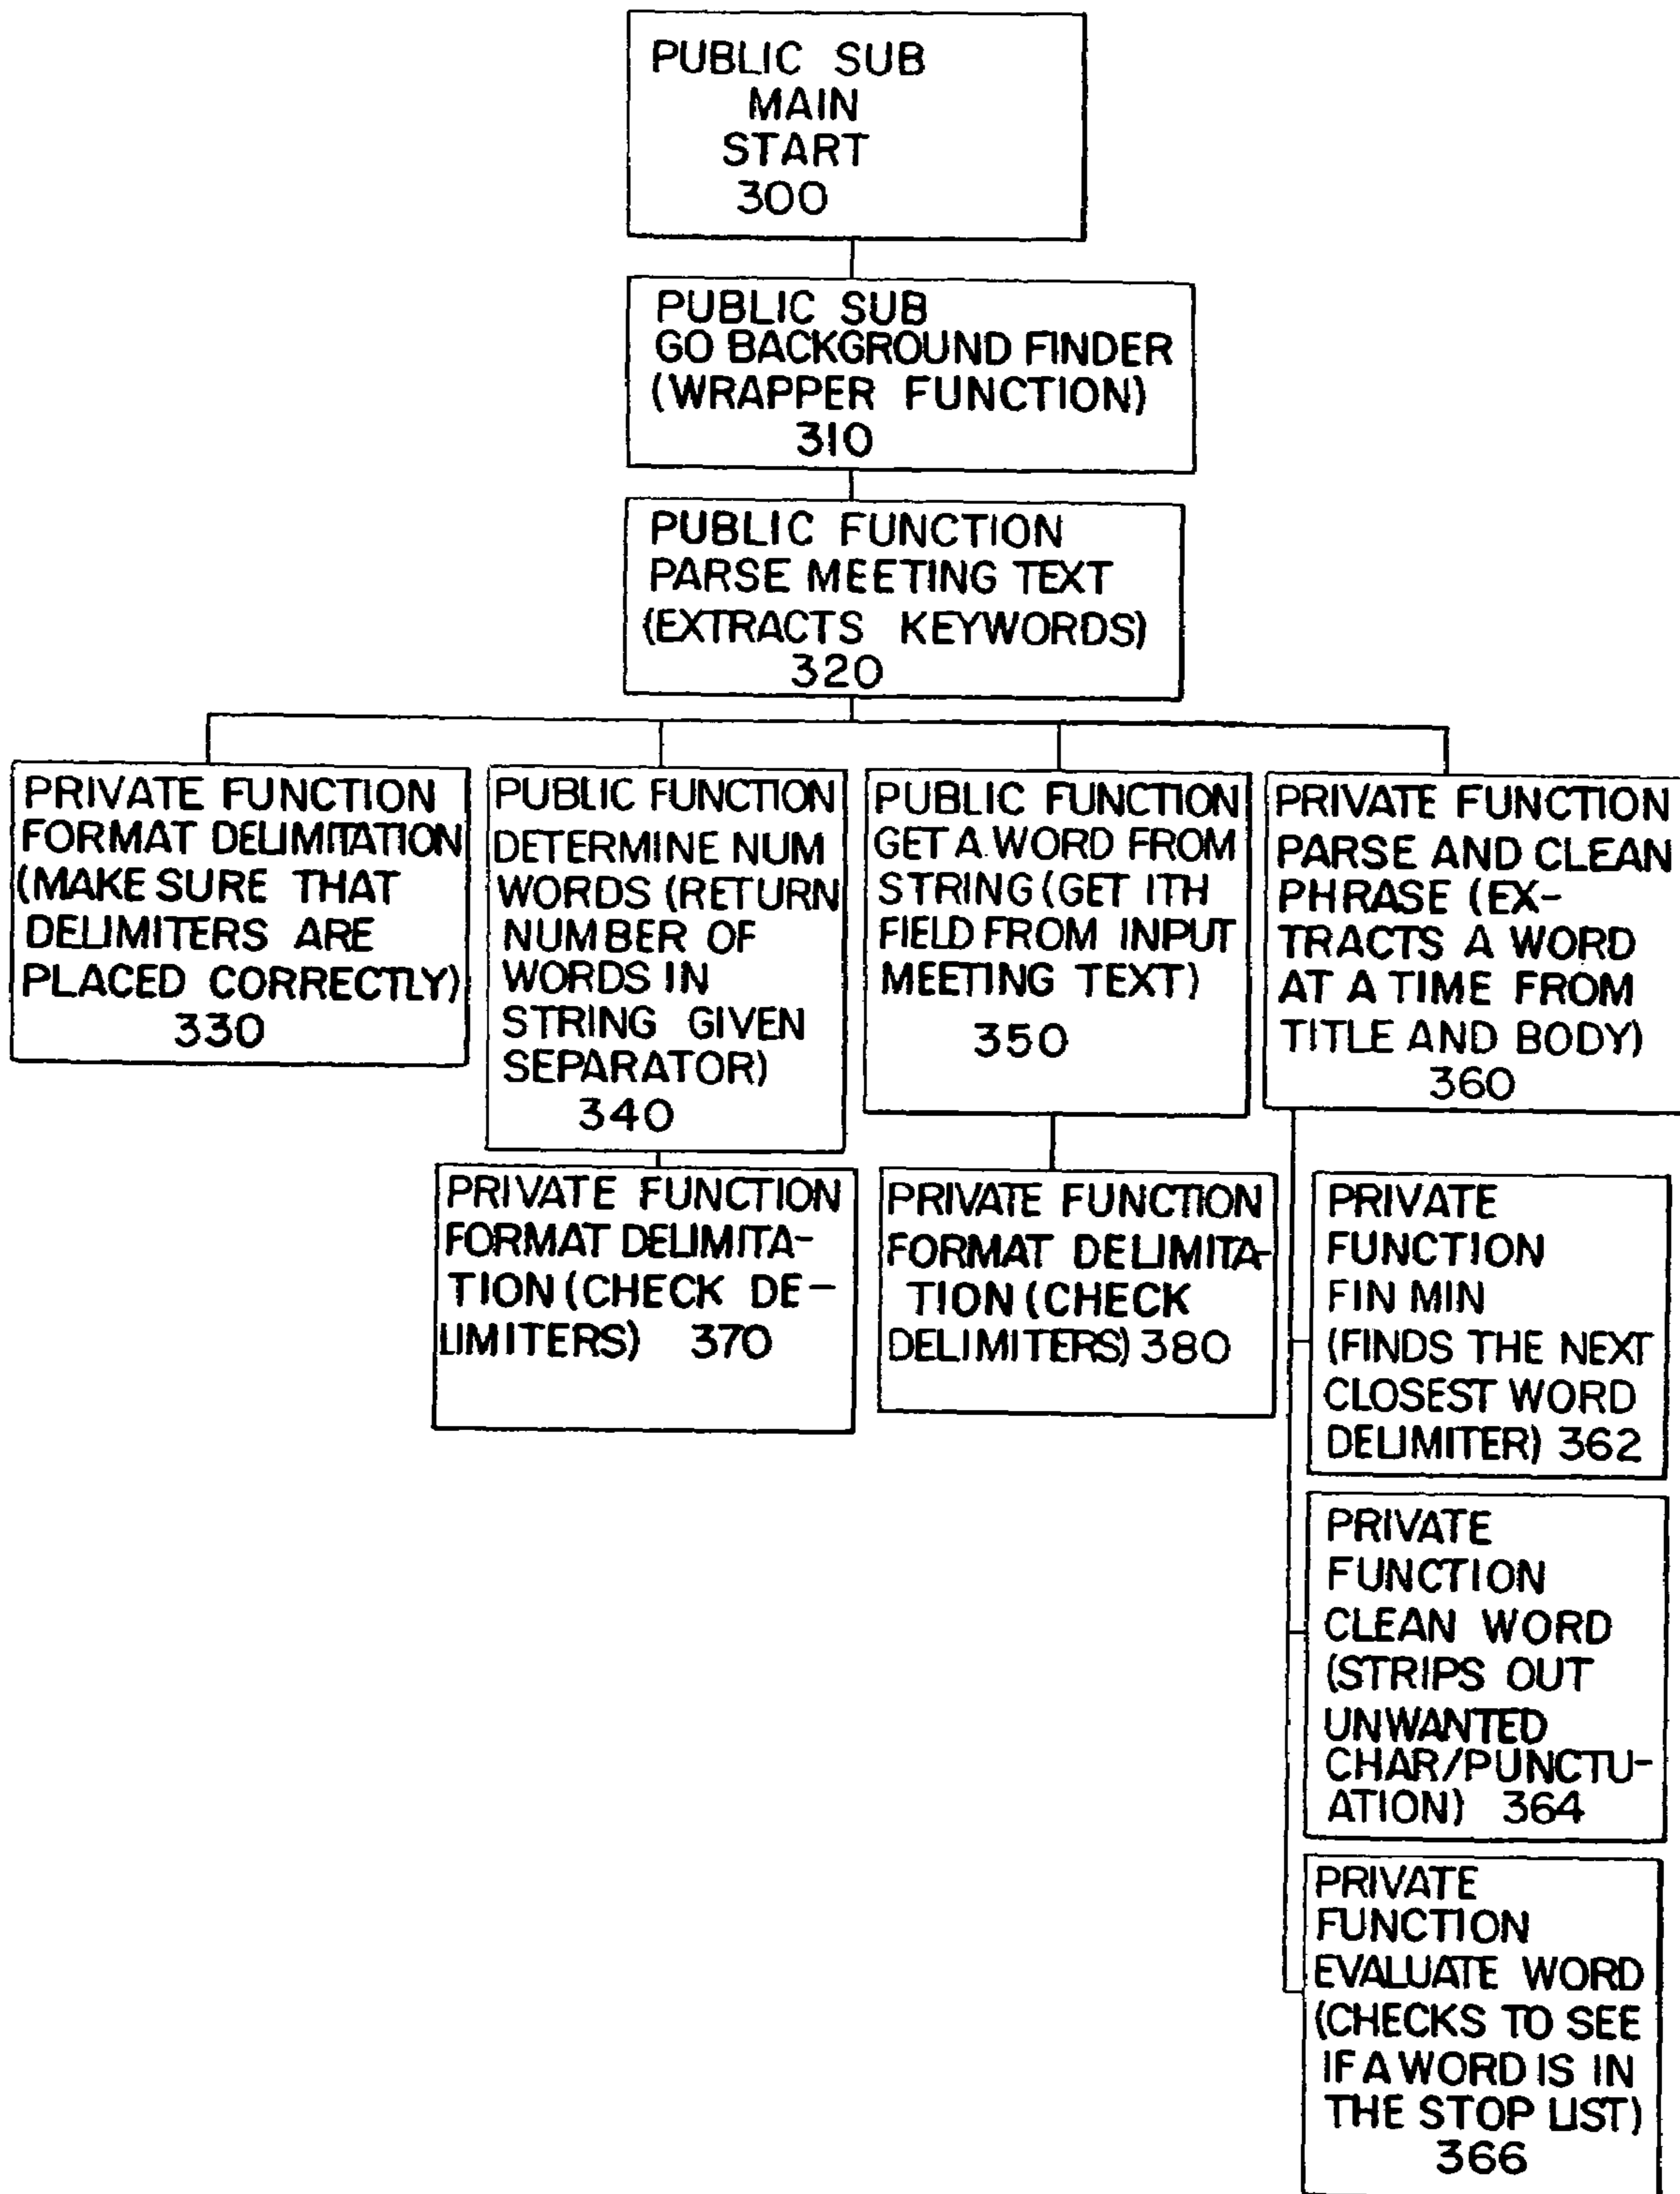 PUBLIC SUB
MAIN
START
300
PUBLIC SUB
GO BACKGROUND FINDER
(WRAPPER FUNCTION)
310
PUBLIC FUNCTION
PARSE MEETING TEXT
(EXTRACTS KEYWORDS)
320
PRIVATE FUNCTION
FORMAT DELIMITATION
(MAKE SURE THAT
DELIMITERS ARE
PLACED CORRECTLY)
330
PUBLIC FUNCTION
DETERMINE NUM
WORDS (RETURN
NUMBER OF
WORDS IN
STRING GIVEN
SEPARATOR)
340
PUBLIC FUNCTION
GET A WORD FROM
STRING (GET ITH
FIELD FROM INPUT
MEETING TEXT)
350
PRIVATE FUNCTION
PARSE AND CLEAN
PHRASE (EX-
TRACTS A WORD
AT A TIME FROM
TITLE AND BODY)
360
PRIVATE FUNCTION
FORMAT DELIMITA-
TION (CHECK DE-
LIMITERS) 370
PRIVATE FUNCTION
FORMAT DELIMITA-
TION (CHECK
DELIMITERS) 380
PRIVATE
FUNCTION
FIN MIN
(FINDS THE NEXT
CLOSEST WORD
DELIMITER) 362
PRIVATE
FUNCTION
CLEAN WORD
(STRIPS OUT
UNWANTED
CHAR/PUNCTU-
ATION) 364
PRIVATE
FUNCTION
EVALUATE WORD
(CHECKS TO SEE
IF A WORD IS IN
THE STOP LIST)
366